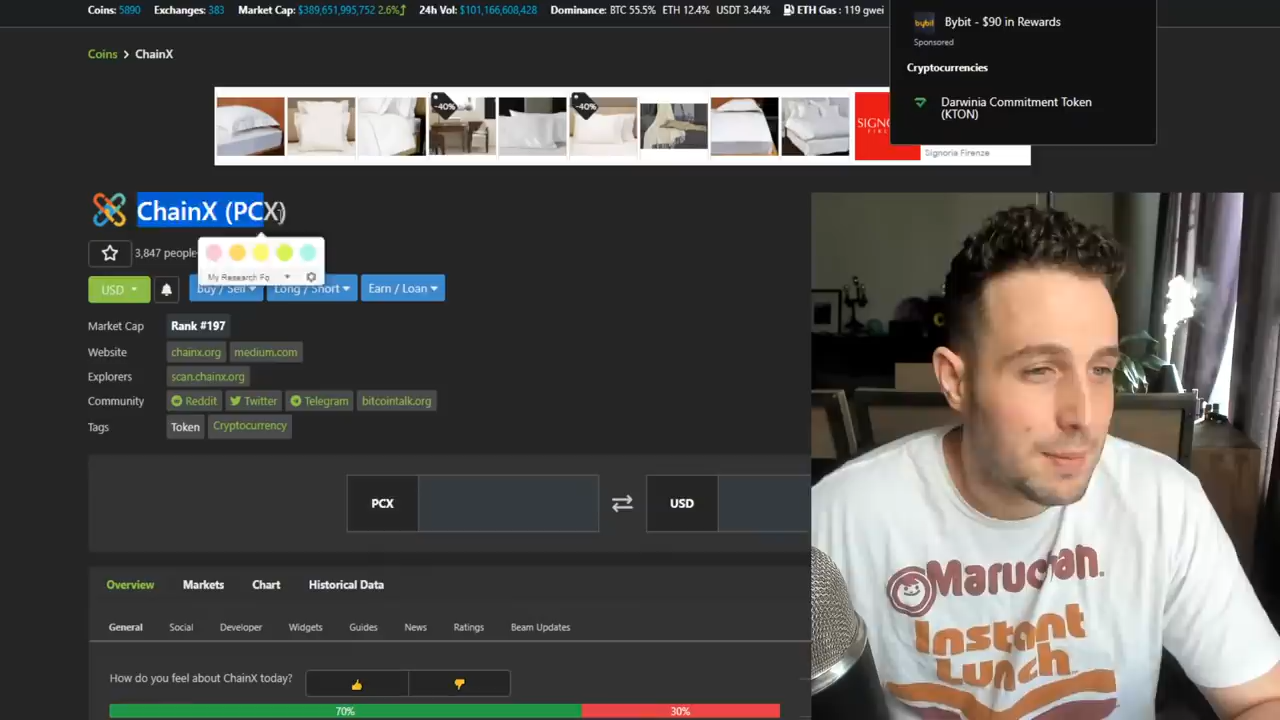 Coins: 5890 Exchanges: 383 Market Cap: $389,651,995,752 2.6% 24h Vol: $101,166,608,428 Dominance: BTC 55.5% ETH 12.4% USDT 3.44% ETH Gas: 119 gwei
Bybit - $90 in Rewards
Sponsored
Cryptocurrencies
Darwinia Commitment Token
(KTON)
Coins > ChainX
-40%
-40%
Signoria Firenze
ChainX (PCX)
3,847 people
My Research Fo
USD
Buy / Sell
Long / Short
Earn / Loan
Market Cap Rank #197
Website chainx.org medium.com
Explorers scan.chainx.org
Community Reddit Twitter Telegram bitcointalk.org
Tags Token Cryptocurrency
PCX
USD
Overview Markets Chart Historical Data
General Social Developer Widgets Guides News Ratings Beam Updates
How do you feel about ChainX today?
70% 30%
Maruchan.
Instant
Lunch